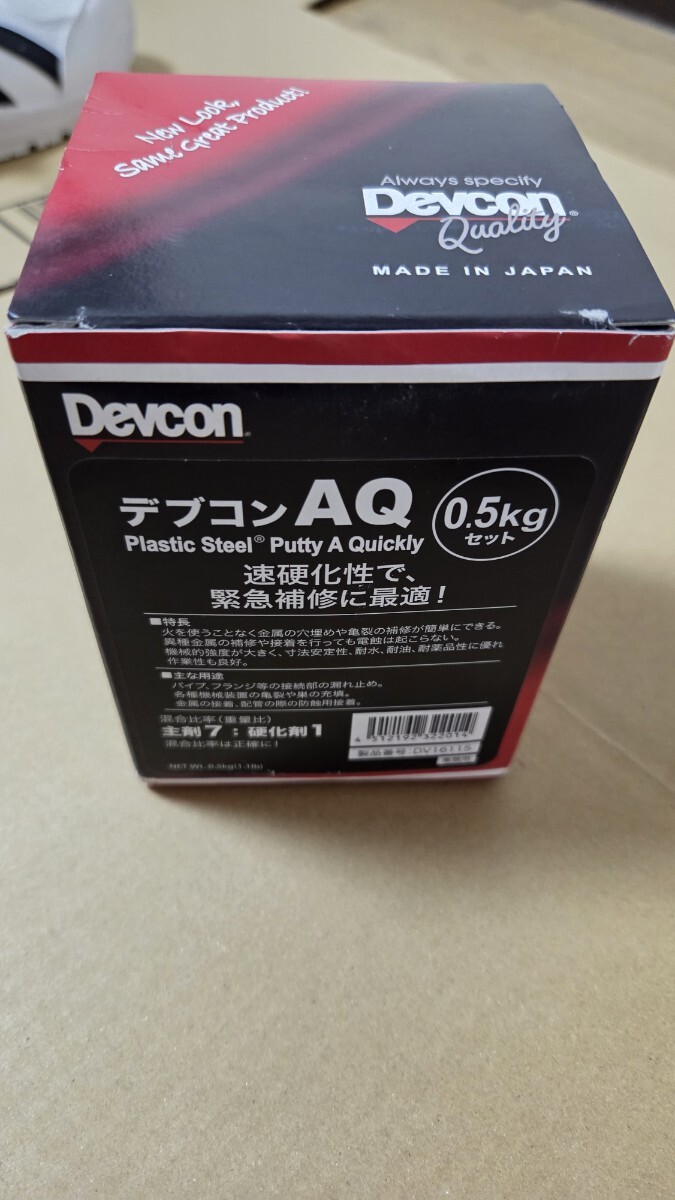 New Look,
Same Great Product!
Always specify
Devcon®
Quality
MADE IN JAPAN
Devcon®
デブコン AQ
0.5kg
セット
Plastic Steel® Putty A Quickly
速硬化性で、
緊急補修に最適！
■特長
火を使うことなく金属の穴埋めや亀裂の補修が簡単にできる。
異種金属の補修や接着を行っても電蝕は起こらない。
機械的強度が大きく、寸法安定性、耐水、耐油、耐薬品性に優れ
作業性も良好。
■主な用途
パイプ、フランジ等の接続部の漏れ止め。
各種機械装置の亀裂や巣の充填。
金属の接着、配管の際の防蝕用接着。
混合比率（重量比）
主剤7：硬化剤1
混合比率は正確に！
NET WT. 0.5kg(1.1lb)
製品番号：DV16115